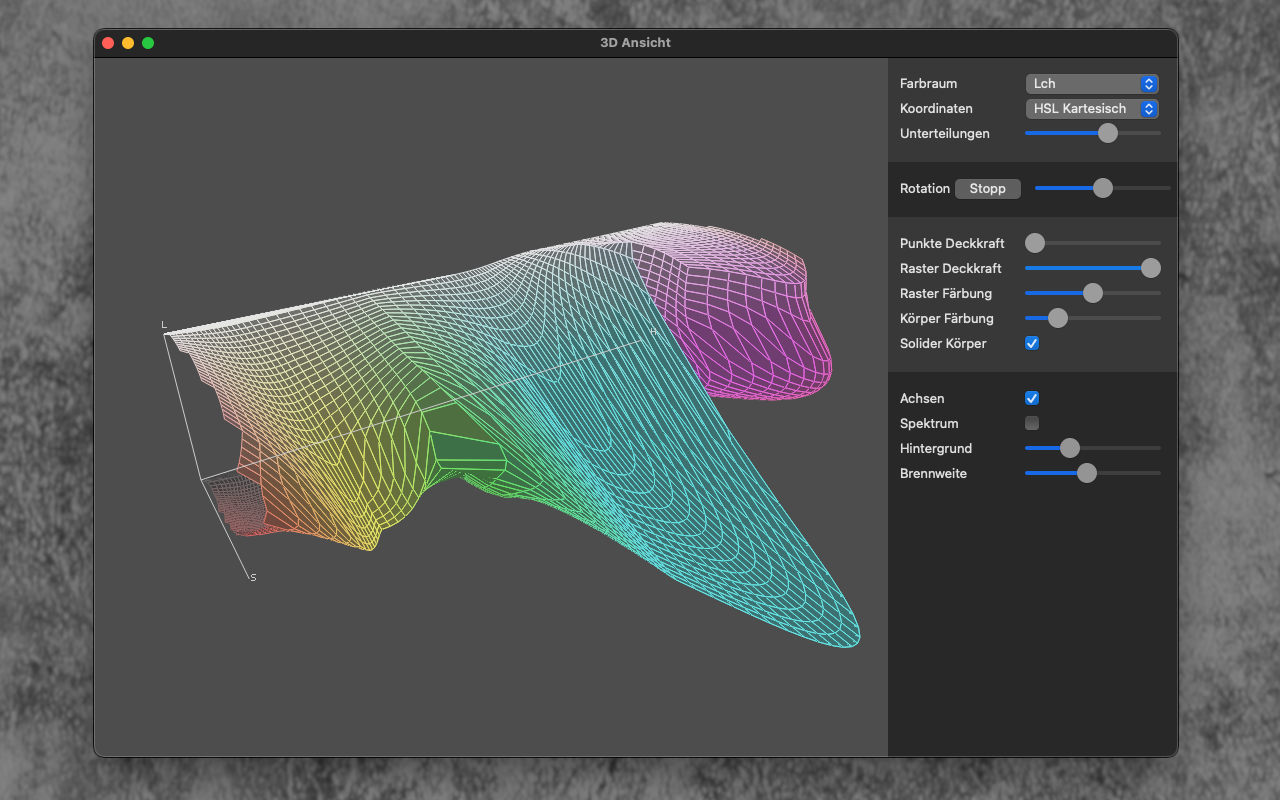 3D Ansicht
Farbraum Lch
Koordinaten HSL Kartesisch
Unterteilungen
Rotation Stopp
Punkte Deckkraft
Raster Deckkraft
Raster Färbung
Körper Färbung
Solider Körper
Achsen
Spektrum
Hintergrund
Brennweite
L
H
S